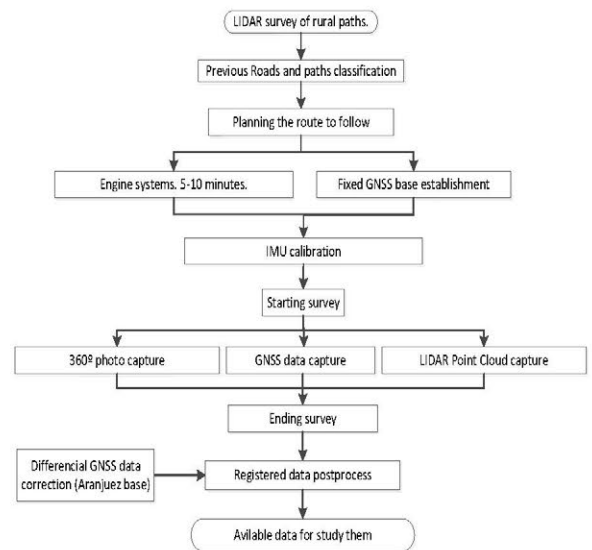 LIDAR survey of rural paths.
Previous Roads and paths classification
Planning the route to follow
Engine systems. 5-10 minutes.
Fixed GNSS base establishment
IMU calibration
Starting survey
360º photo capture
GNSS data capture
LIDAR Point Cloud capture
Ending survey
Differential GNSS data
correction (Aranjuez base)
Registered data postprocess
Avilable data for study them